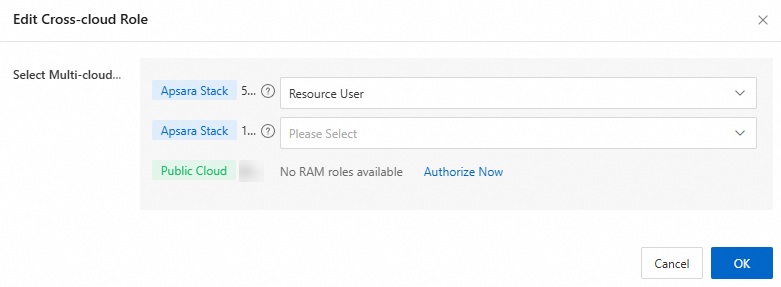 Edit Cross-cloud Role
Select Multi-cloud...
Apsara Stack 5... ? Resource User
Apsara Stack 1... ? Please Select
Public Cloud No RAM roles available Authorize Now
Cancel OK